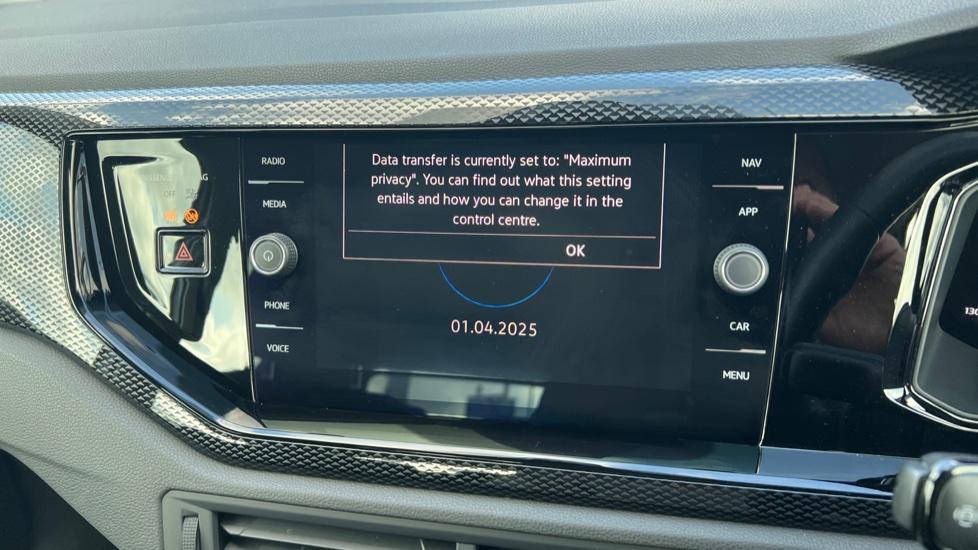 RADIO
MEDIA
PHONE
VOICE
Data transfer is currently set to: "Maximum
privacy". You can find out what this setting
entails and how you can change it in the
control centre.
OK
01.04.2025
NAV
APP
CAR
MENU
OFF